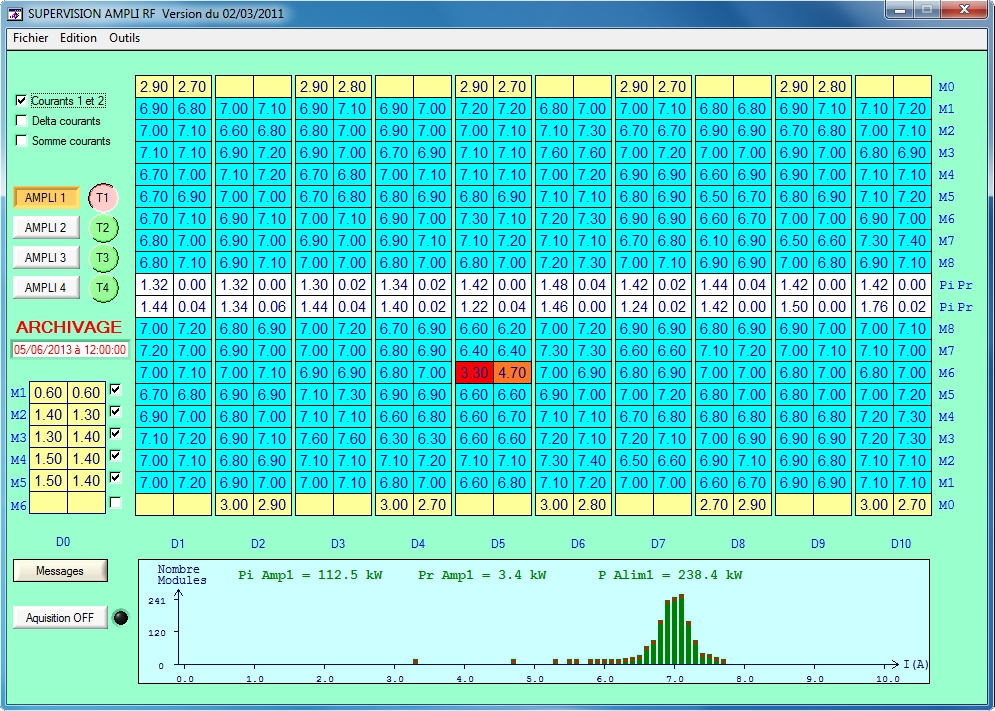 SUPERVISION AMPLI RF Version du 02/03/2011
Fichier Edition Outils
Courants 1 et 2
Delta courants
Somme courants
AMPLI 1 T1
AMPLI 2 T2
AMPLI 3 T3
AMPLI 4 T4
ARCHIVAGE
05/06/2013 à 12:00:00
M1 0.60 0.60
M2 1.40 1.30
M3 1.30 1.40
M4 1.50 1.40
M5 1.50 1.40
M6
D0
Messages
Aquisition OFF
2.90 2.70 2.90 2.80 2.90 2.70 2.90 2.70 2.90 2.80 M0
6.90 6.80 7.00 7.10 6.90 7.10 6.90 7.00 7.20 7.20 6.80 7.00 7.00 7.10 6.80 6.80 6.90 7.10 7.10 7.20 M1
7.00 7.10 6.60 6.80 6.80 7.00 6.90 7.00 7.10 7.10 7.10 7.30 6.70 6.70 6.90 6.90 6.70 6.80 7.00 7.10 M2
7.10 7.10 6.90 7.20 6.90 7.00 6.70 6.90 7.10 7.10 7.60 7.60 7.00 7.20 7.00 7.00 6.90 7.00 6.80 6.90 M3
6.70 7.00 7.10 7.20 6.70 6.80 7.00 7.10 7.10 7.10 7.00 7.20 6.90 7.10 7.00 7.10 6.90 7.00 6.90 7.10 M4
6.70 6.90 6.90 7.00 6.70 6.80 6.80 6.90 6.80 6.90 7.10 7.10 6.80 6.90 6.50 6.70 6.80 6.90 7.10 7.20 M5
6.70 7.10 6.90 7.10 7.00 7.10 6.90 7.00 7.30 7.10 7.20 7.30 6.90 6.90 6.60 6.70 7.00 7.00 6.90 7.00 M6
6.80 7.00 6.90 7.00 6.90 7.00 6.90 7.10 7.10 7.20 7.10 7.10 6.70 6.80 6.10 6.90 6.50 6.60 7.30 7.40 M7
6.80 7.10 6.90 7.10 7.00 7.00 6.80 7.00 7.00 7.00 7.20 7.30 7.00 7.10 6.90 6.90 7.00 6.80 6.90 7.10 M8
1.32 0.00 1.32 0.00 1.30 0.02 1.34 0.02 1.42 0.00 1.48 0.04 1.42 0.02 1.44 0.04 1.42 0.00 1.42 0.00 Pi Pr
1.44 0.04 1.34 0.06 1.44 0.04 1.40 0.02 1.22 0.04 1.46 0.00 1.24 0.02 1.42 0.02 1.50 0.00 1.76 0.02 Pi Pr
7.00 7.20 6.80 6.90 7.00 7.20 6.70 6.90 6.60 6.20 7.00 6.70 6.90 7.00 6.80 6.80 6.90 7.00 7.00 7.10 M8
7.20 7.00 6.90 7.00 7.00 7.00 6.80 6.90 6.40 6.40 7.30 7.30 6.60 6.60 7.10 7.20 7.00 7.10 7.10 7.00 M7
7.00 7.10 7.00 7.10 6.90 6.90 6.80 7.00 3.30 4.70 7.00 6.90 6.80 6.90 7.00 7.00 7.00 7.10 6.80 7.00 M6
6.70 6.80 6.90 6.90 7.10 7.30 6.90 6.90 6.60 6.60 6.90 7.00 7.00 7.20 6.80 6.80 6.70 6.80 7.00 7.20 M5
6.90 7.00 6.80 7.00 6.90 7.10 6.60 6.80 6.60 6.70 7.10 7.10 6.70 6.80 6.80 6.80 6.80 6.80 7.20 7.30 M4
7.10 7.20 6.90 7.10 7.60 7.60 6.30 6.30 6.60 6.60 7.20 7.10 7.20 7.10 6.80 7.00 6.90 6.90 7.20 7.30 M3
7.00 7.10 6.80 6.90 7.10 7.10 7.10 7.20 7.10 7.10 7.30 7.40 6.50 6.60 6.90 7.10 6.80 6.90 7.10 7.10 M2
7.00 7.20 6.90 7.00 7.00 7.10 6.80 7.00 6.60 6.80 7.10 7.20 7.00 7.00 6.60 6.70 6.90 6.90 7.10 7.10 M1
3.00 2.90 3.00 2.70 3.00 2.80 2.70 2.90 3.00 2.70 M0
D1 D2 D3 D4 D5 D6 D7 D8 D9 D10
Nombre
Modules
Pi Amp1 = 112.5 kW Pr Amp1 = 3.4 kW P Alim1 = 238.4 kW
241
120
0
I(A)
0.0 1.0 2.0 3.0 4.0 5.0 6.0 7.0 8.0 9.0 10.0